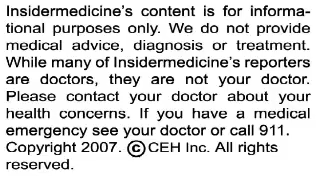 Insidermedicine's content is for informa-
tional purposes only. We do not provide
medical advice, diagnosis or treatment.
While many of Insidermedicine's reporters
are doctors, they are not your doctor.
Please contact your doctor about your
health concerns. If you have a medical
emergency see your doctor or call 911.
Copyright 2007. ©CEH Inc. All rights
reserved.